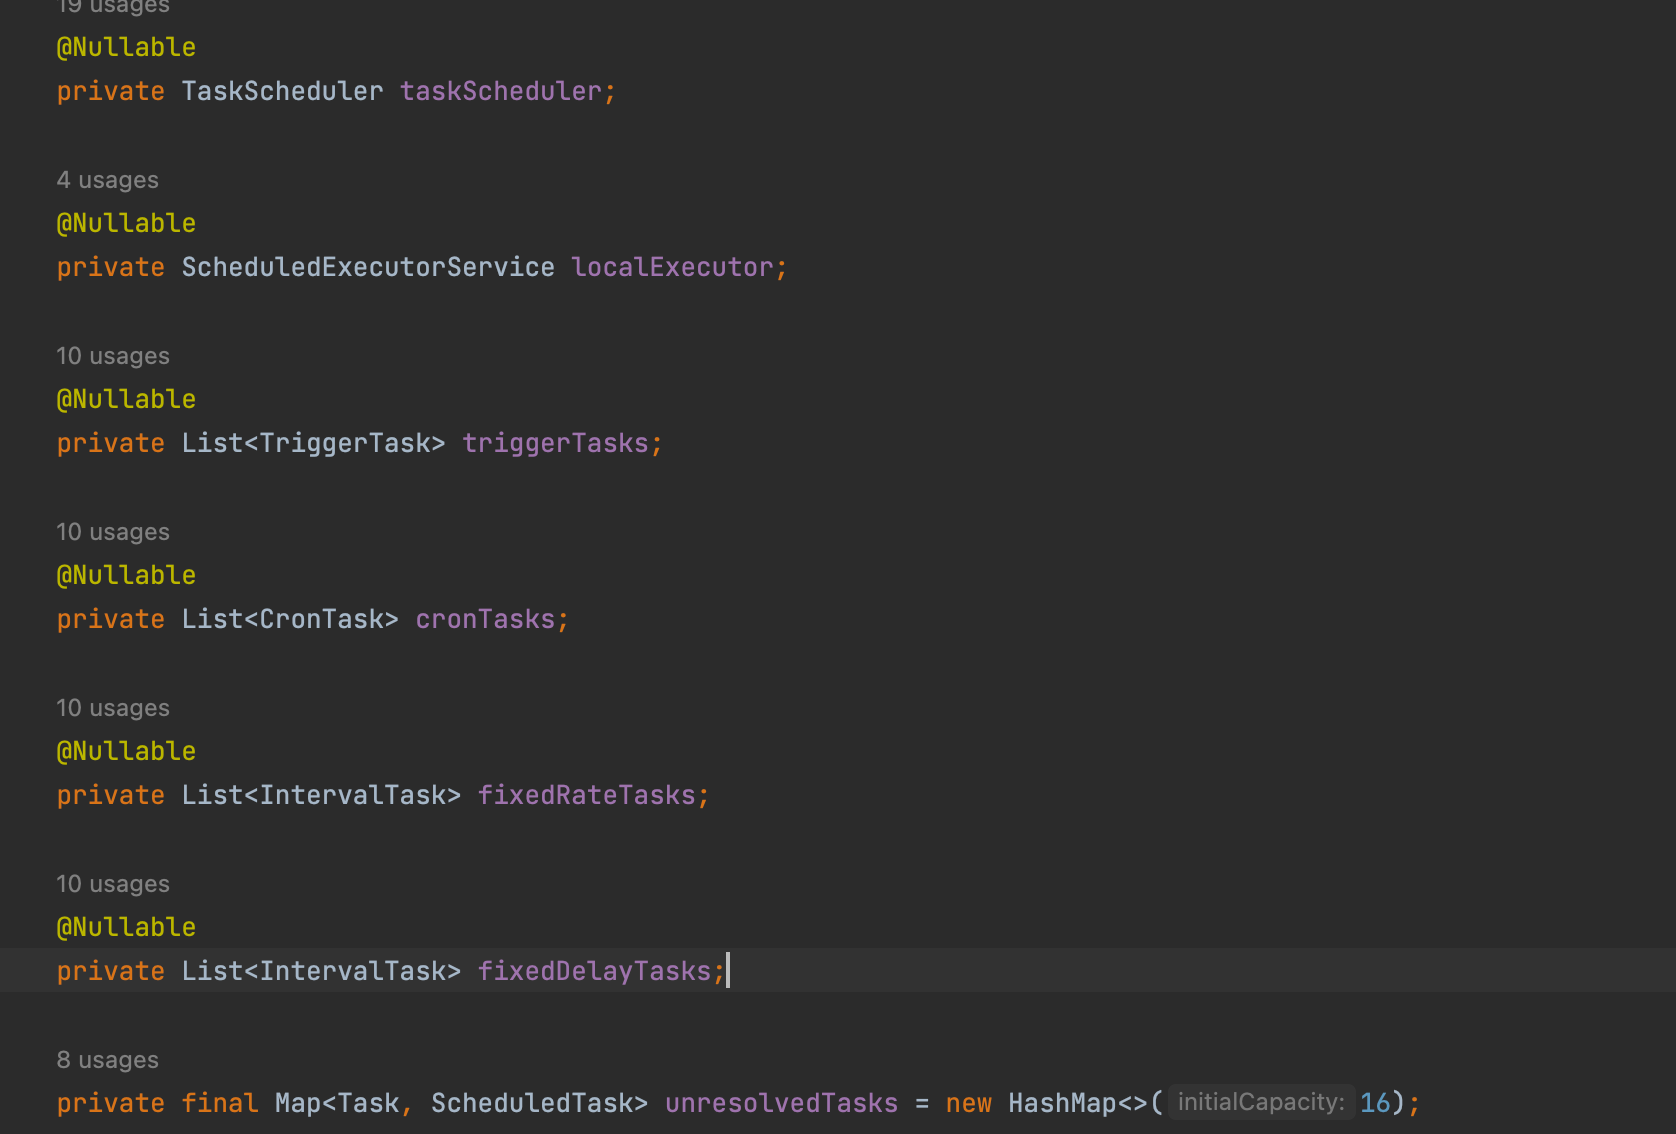 19 usages
@Nullable
private TaskScheduler taskScheduler;
4 usages
@Nullable
private ScheduledExecutorService localExecutor;
10 usages
@Nullable
private List<TriggerTask> triggerTasks;
10 usages
@Nullable
private List<CronTask> cronTasks;
10 usages
@Nullable
private List<IntervalTask> fixedRateTasks;
10 usages
@Nullable
private List<IntervalTask> fixedDelayTasks;
8 usages
private final Map<Task, ScheduledTask> unresolvedTasks = new HashMap<>( initialCapacity: 16);